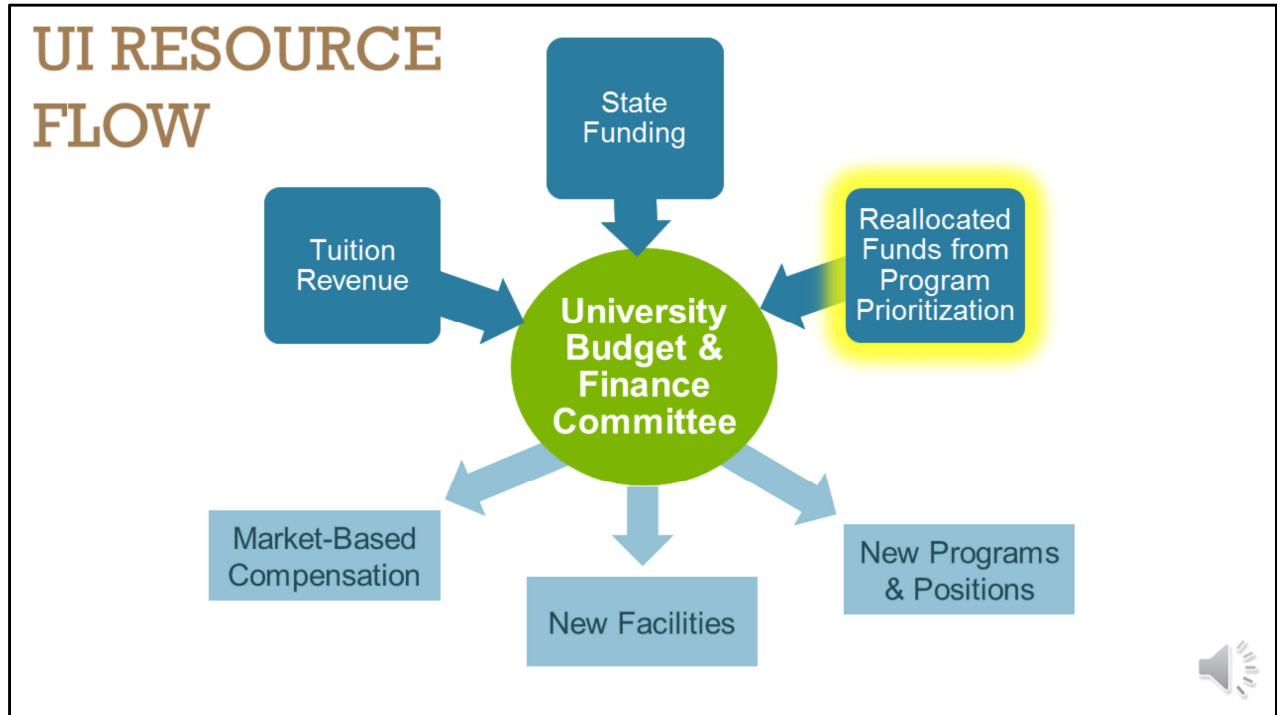 UI RESOURCE
FLOW
State
Funding
Tuition
Revenue
Reallocated
Funds from
Program
Prioritization
University
Budget &
Finance
Committee
Market-Based
Compensation
New Facilities
New Programs
& Positions